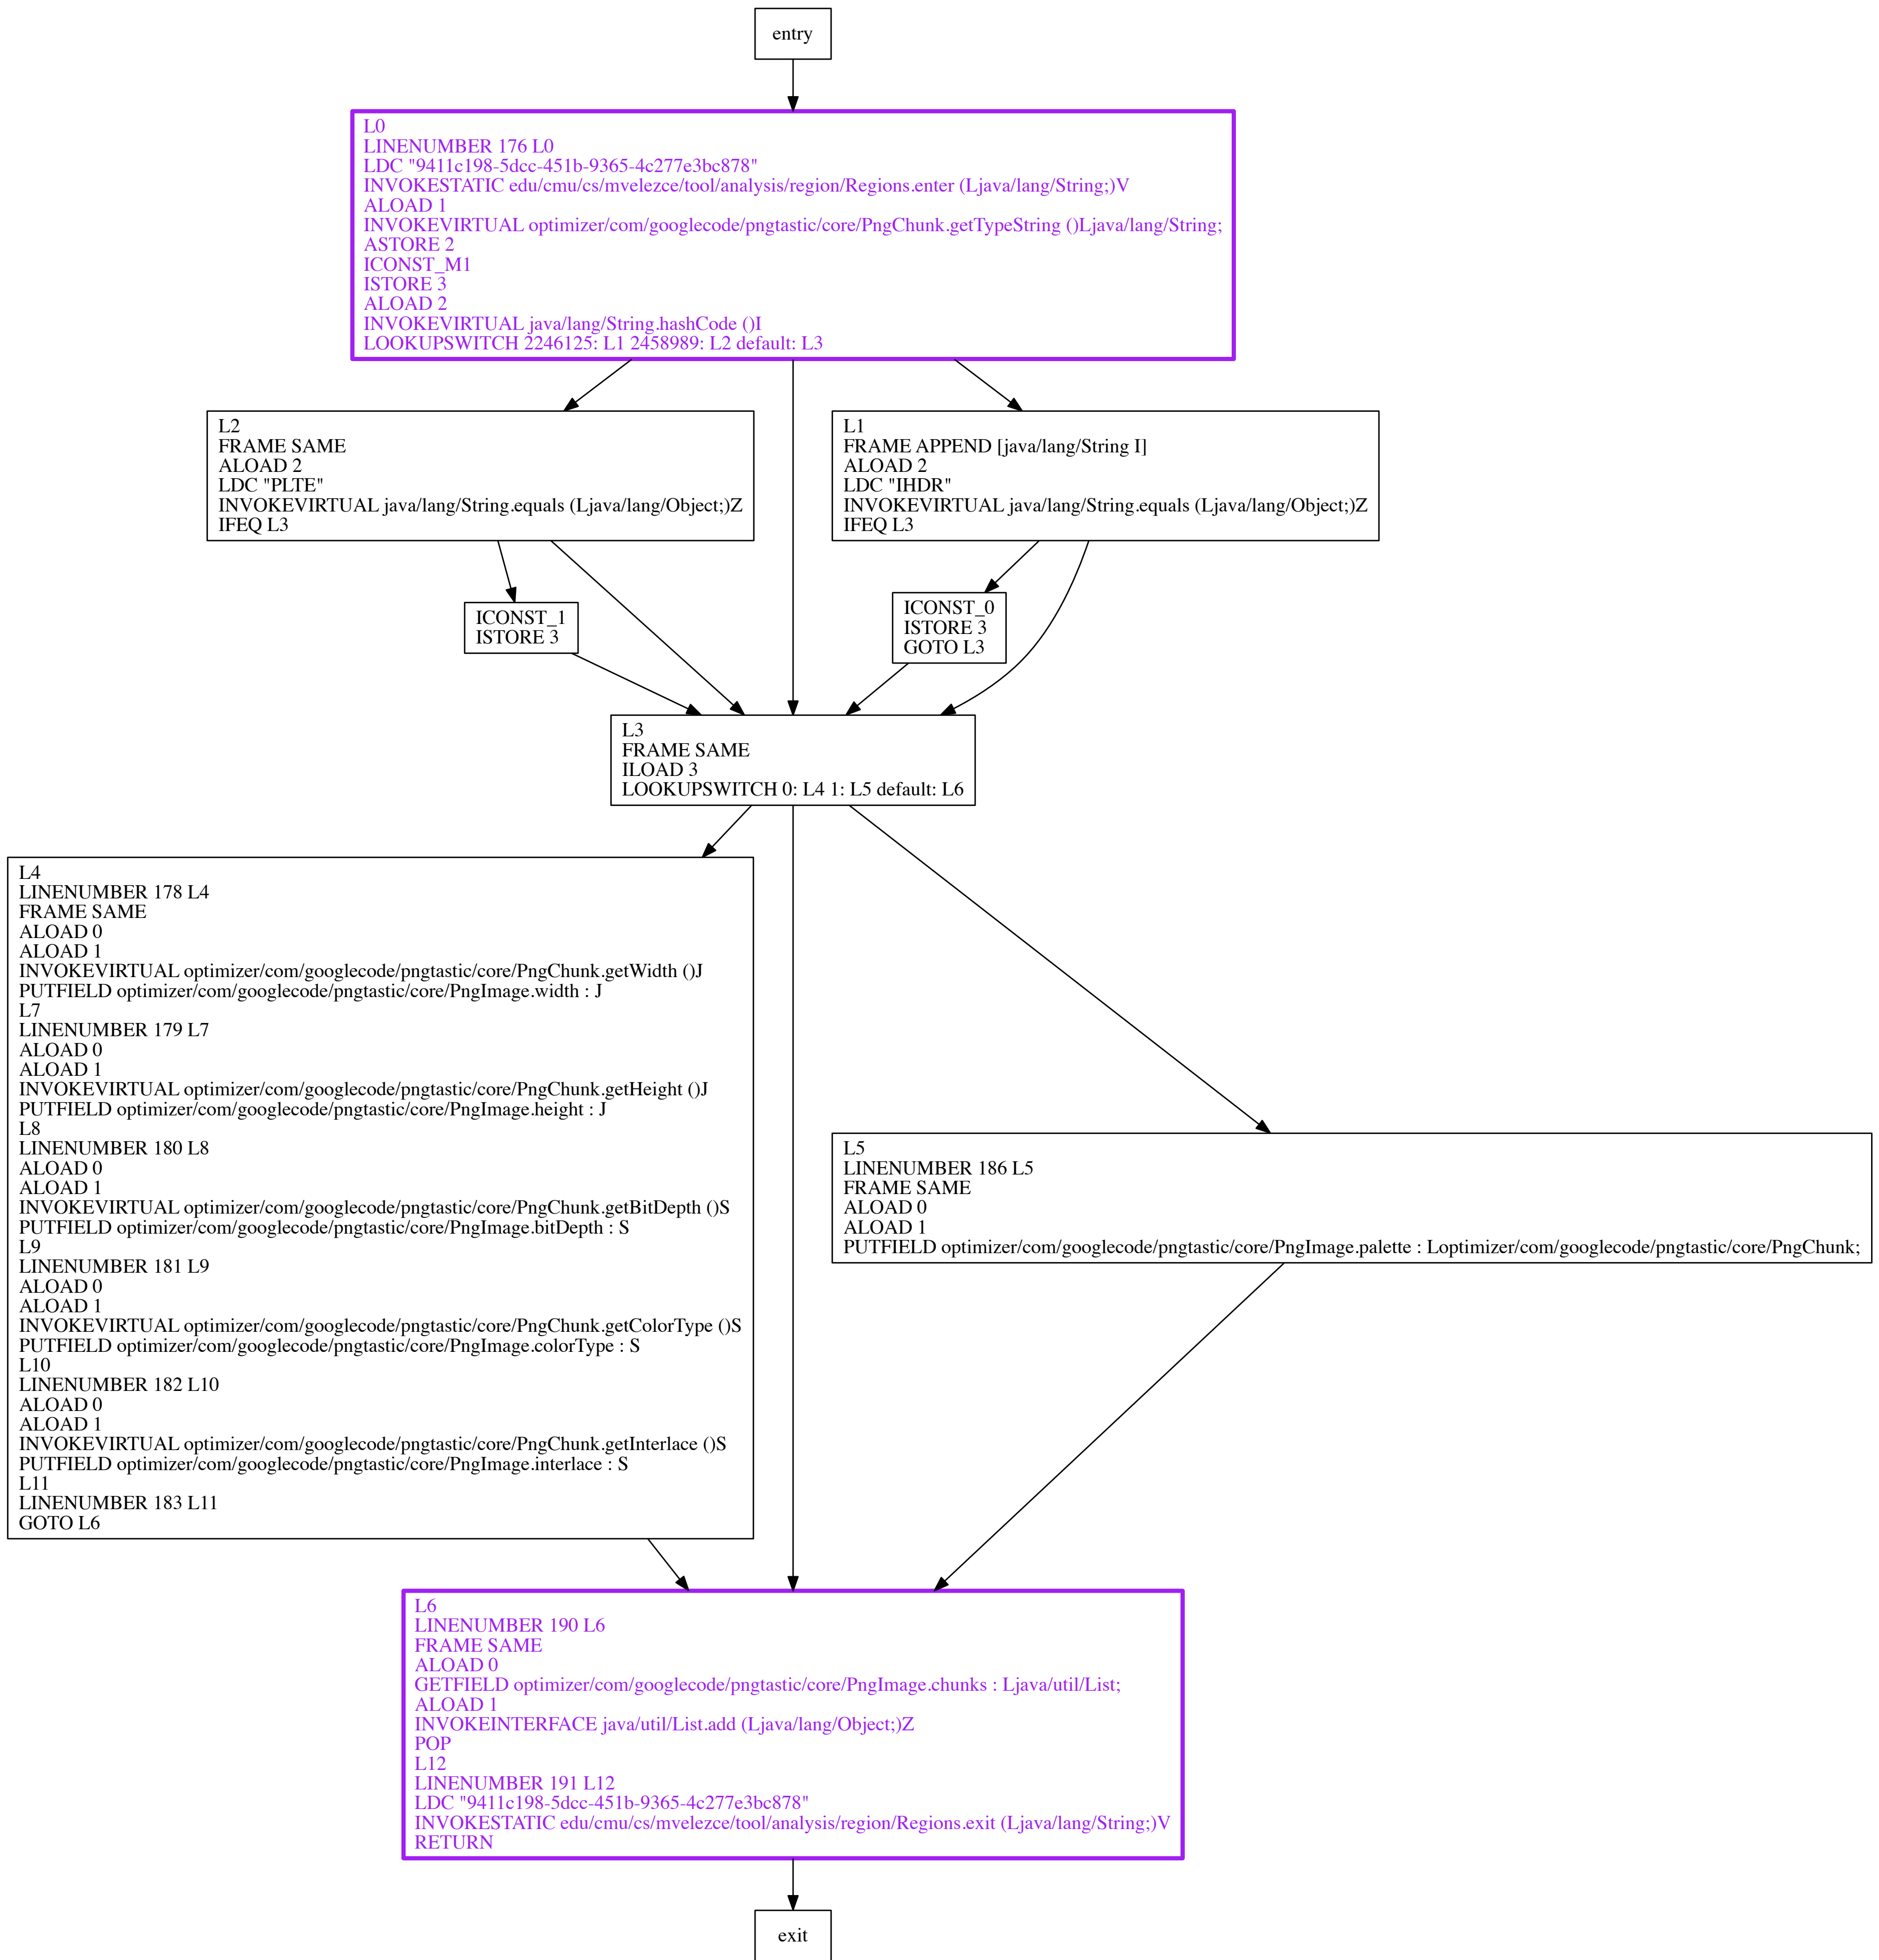 entry
L0
LINENUMBER 176 L0
LDC "9411c198-5dcc-451b-9365-4c277e3bc878"
INVOKESTATIC edu/cmu/cs/mvelezce/tool/analysis/region/Regions.enter (Ljava/lang/String;)V
ALOAD 1
INVOKEVIRTUAL optimizer/com/googlecode/pngtastic/core/PngChunk.getTypeString ()Ljava/lang/String;
ASTORE 2
ICONST_M1
ISTORE 3
ALOAD 2
INVOKEVIRTUAL java/lang/String.hashCode ()I
LOOKUPSWITCH 2246125: L1 2458989: L2 default: L3
L2
FRAME SAME
ALOAD 2
LDC "PLTE"
INVOKEVIRTUAL java/lang/String.equals (Ljava/lang/Object;)Z
IFEQ L3
L1
FRAME APPEND [java/lang/String I]
ALOAD 2
LDC "IHDR"
INVOKEVIRTUAL java/lang/String.equals (Ljava/lang/Object;)Z
IFEQ L3
ICONST_1
ISTORE 3
ICONST_0
ISTORE 3
GOTO L3
L3
FRAME SAME
ILOAD 3
LOOKUPSWITCH 0: L4 1: L5 default: L6
L4
LINENUMBER 178 L4
FRAME SAME
ALOAD 0
ALOAD 1
INVOKEVIRTUAL optimizer/com/googlecode/pngtastic/core/PngChunk.getWidth ()J
PUTFIELD optimizer/com/googlecode/pngtastic/core/PngImage.width : J
L7
LINENUMBER 179 L7
ALOAD 0
ALOAD 1
INVOKEVIRTUAL optimizer/com/googlecode/pngtastic/core/PngChunk.getHeight ()J
PUTFIELD optimizer/com/googlecode/pngtastic/core/PngImage.height : J
L8
LINENUMBER 180 L8
ALOAD 0
ALOAD 1
INVOKEVIRTUAL optimizer/com/googlecode/pngtastic/core/PngChunk.getBitDepth ()S
PUTFIELD optimizer/com/googlecode/pngtastic/core/PngImage.bitDepth : S
L9
LINENUMBER 181 L9
ALOAD 0
ALOAD 1
INVOKEVIRTUAL optimizer/com/googlecode/pngtastic/core/PngChunk.getColorType ()S
PUTFIELD optimizer/com/googlecode/pngtastic/core/PngImage.colorType : S
L10
LINENUMBER 182 L10
ALOAD 0
ALOAD 1
INVOKEVIRTUAL optimizer/com/googlecode/pngtastic/core/PngChunk.getInterlace ()S
PUTFIELD optimizer/com/googlecode/pngtastic/core/PngImage.interlace : S
L11
LINENUMBER 183 L11
GOTO L6
L5
LINENUMBER 186 L5
FRAME SAME
ALOAD 0
ALOAD 1
PUTFIELD optimizer/com/googlecode/pngtastic/core/PngImage.palette : Loptimizer/com/googlecode/pngtastic/core/PngChunk;
L6
LINENUMBER 190 L6
FRAME SAME
ALOAD 0
GETFIELD optimizer/com/googlecode/pngtastic/core/PngImage.chunks : Ljava/util/List;
ALOAD 1
INVOKEINTERFACE java/util/List.add (Ljava/lang/Object;)Z
POP
L12
LINENUMBER 191 L12
LDC "9411c198-5dcc-451b-9365-4c277e3bc878"
INVOKESTATIC edu/cmu/cs/mvelezce/tool/analysis/region/Regions.exit (Ljava/lang/String;)V
RETURN
exit